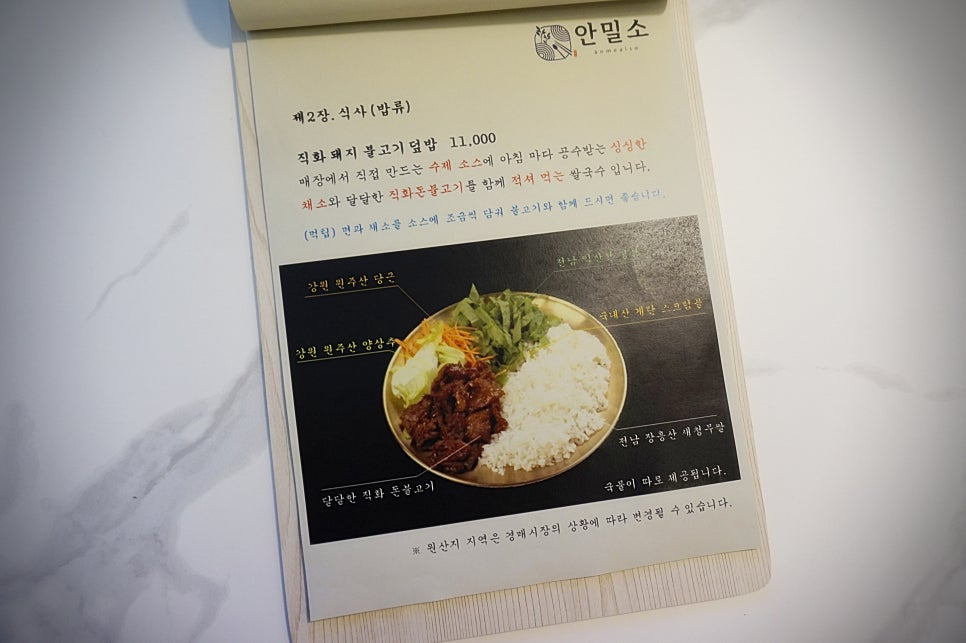 안밀소
anmealso
제2장. 식사(밥류)
직화 돼지 불고기 덮밥 11,000
매장에서 직접 만드는 수제 소스에 아침 마다 공수받는 싱싱한
채소와 달달한 직화돈불고기를 함께 적셔 먹는 쌀국수 입니다.
(먹팁) 면과 채소를 소스에 조금씩 담궈 불고기와 함께 드시면 좋습니다.
강원 원주산 당근
전남
국내산 계란 스크램블
강원 원주산 양상추
전남 장흥산 새청무쌀
달달한 직화 돈불고기
국물이 따로 제공됩니다.
※ 원산지 지역은 경매시장의 상황에 따라 변경될 수 있습니다.